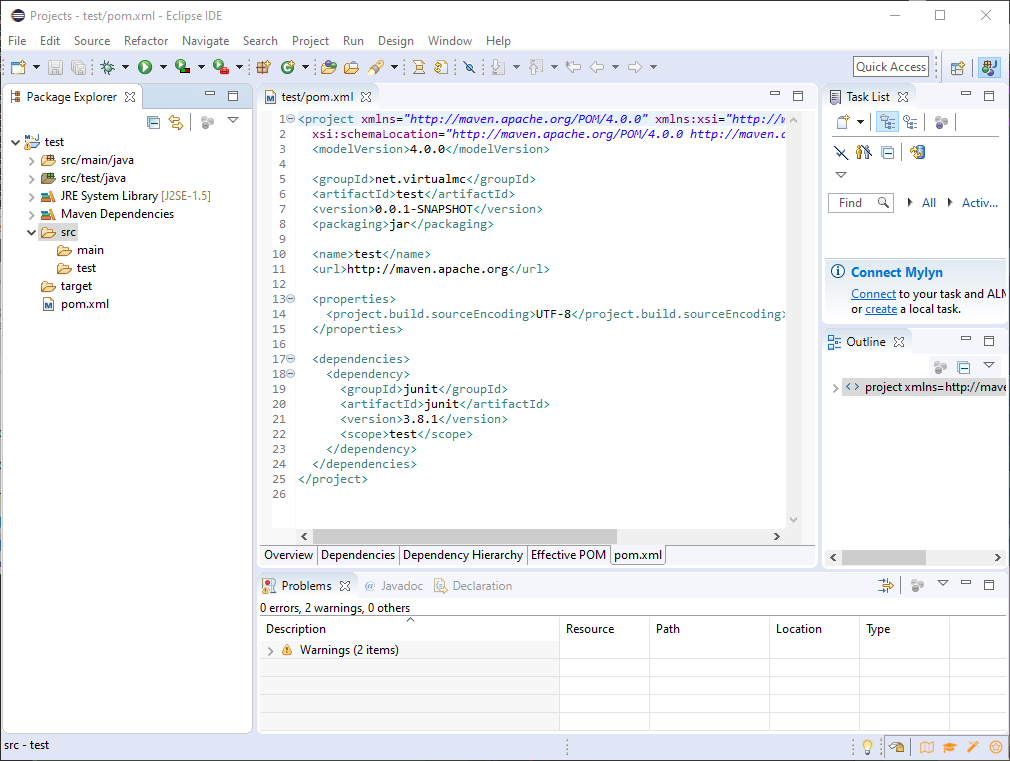 Projects - test/pom.xml - Eclipse IDE
File Edit Source Refactor Navigate Search Project Run Design Window Help
Quick Access
Package Explorer
test
src/main/java
src/test/java
JRE System Library [J2SE-1.5]
Maven Dependencies
src
main
test
target
pom.xml
test/pom.xml
1 <project xmlns="http://maven.apache.org/POM/4.0.0" xmlns:xsi="http://w
2 xsi:schemaLocation="http://maven.apache.org/POM/4.0.0 http://maven.a
3 <modelVersion>4.0.0</modelVersion>
4
5 <groupId>net.virtualmc</groupId>
6 <artifactId>test</artifactId>
7 <version>0.0.1-SNAPSHOT</version>
8 <packaging>jar</packaging>
9
10 <name>test</name>
11 <url>http://maven.apache.org</url>
12
13 <properties>
14 <project.build.sourceEncoding>UTF-8</project.build.sourceEncoding>
15 </properties>
16
17 <dependencies>
18 <dependency>
19 <groupId>junit</groupId>
20 <artifactId>junit</artifactId>
21 <version>3.8.1</version>
22 <scope>test</scope>
23 </dependency>
24 </dependencies>
25 </project>
26
Overview Dependencies Dependency Hierarchy Effective POM pom.xml
Task List
Find All Activ...
Connect Mylyn
Connect to your task and ALM
or create a local task.
Outline
project xmlns=http://mave
Problems @ Javadoc Declaration
0 errors, 2 warnings, 0 others
Description Resource Path Location Type
Warnings (2 items)
src - test